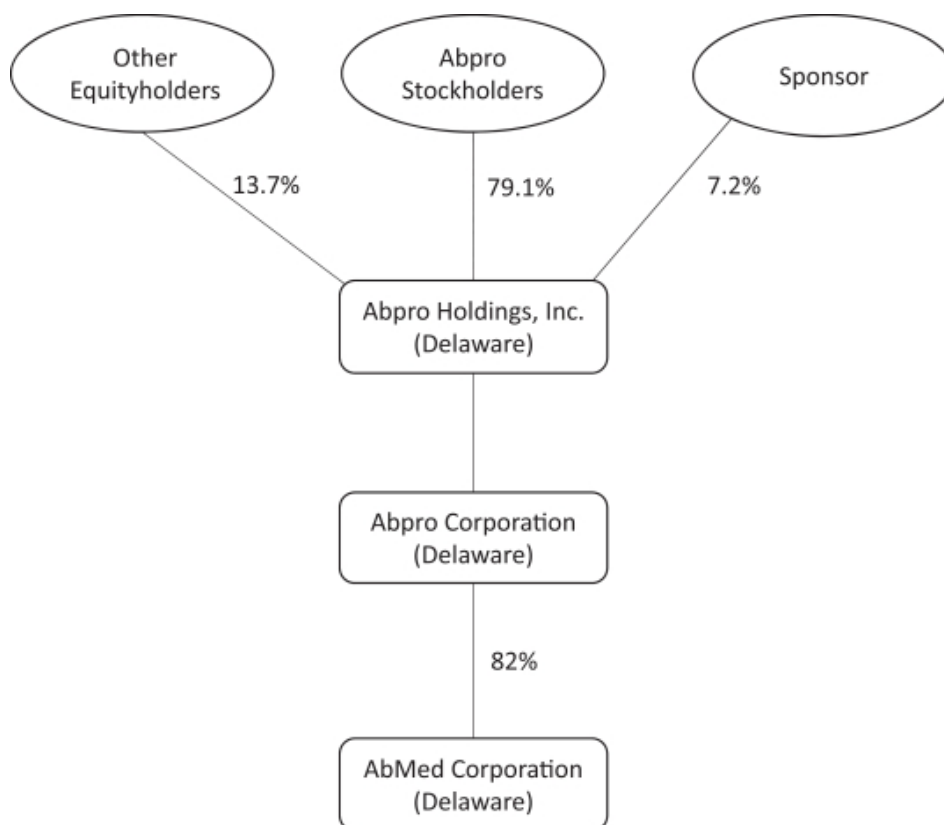 Other
Equityholders
Abpro
Stockholders
Sponsor
13.7%
79.1%
7.2%
Abpro Holdings, Inc.
(Delaware)
Abpro Corporation
(Delaware)
82%
AbMed Corporation
(Delaware)